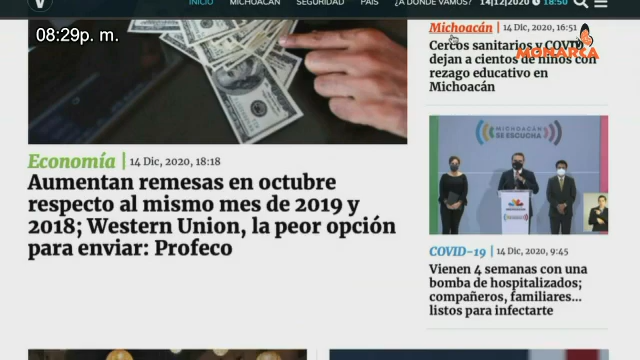 INICIO
MICHOACÁN
SEGURIDAD
PAÍS
¿A DÓNDE VAMOS?
14/12/2020 18:50
08:29p. m.
Michoacán | 14 Dic, 2020, 16:51
Cercos sanitarios y COVID
dejan a cientos de niños con
rezago educativo en
Michoacán
MONARCA
MICHOACÁN
SE ESCUCHA
Economía | 14 Dic, 2020, 18:18
Aumentan remesas en octubre
respecto al mismo mes de 2019 y
2018; Western Union, la peor opción
para enviar: Profeco
COVID-19 | 14 Dic, 2020, 9:45
Vienen 4 semanas con una
bomba de hospitalizados;
compañeros, familiares...
listos para infectarte